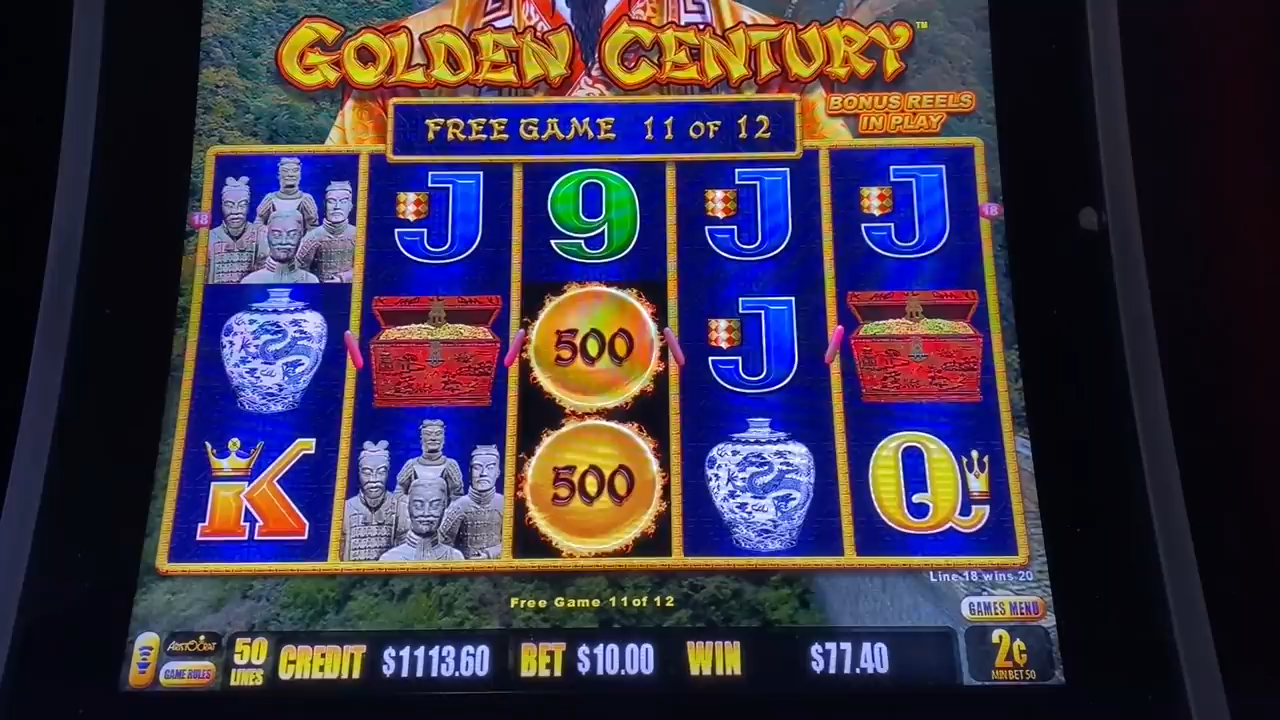 GOLDEN CENTURY™
BONUS REELS
IN PLAY
FREE GAME 11 OF 12
J 9 J J
18 18
500
J
500
K Q
Line 18 wins 20
Free Game 11 of 12
GAMES MENU
ARISTOCRAT
GAME RULES
50
LINES
CREDIT $1113.60 BET $10.00 WIN $77.40
2¢
MIN BET 50